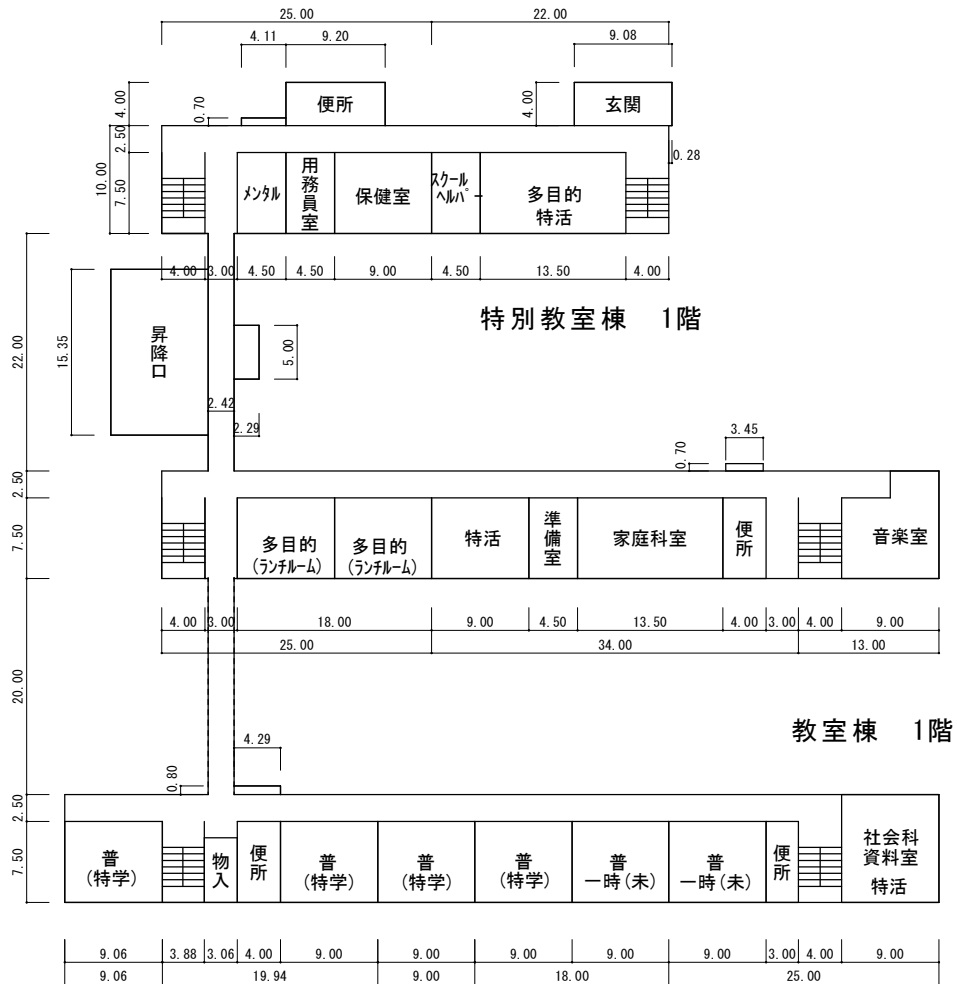 25.00
22.00
4.11
9.20
9.08
4.00
0.70
便所
4.00
玄関
2.50
10.00
7.50
0.28
メンタル
用務員室
保健室
スクール
ヘルパー
多目的
特活
4.00
3.00
4.50
4.50
9.00
4.50
13.50
4.00
特別教室棟 1階
22.00
15.35
昇降口
5.00
2.42
2.29
3.45
0.70
2.50
7.50
多目的
(ランチルーム)
多目的
(ランチルーム)
特活
準備室
家庭科室
便所
音楽室
4.00
3.00
18.00
9.00
4.50
13.50
4.00
3.00
4.00
9.00
25.00
34.00
13.00
20.00
教室棟 1階
4.29
0.80
2.50
7.50
普
(特学)
物入
便所
普
(特学)
普
(特学)
普
(特学)
普
一時(未)
普
一時(未)
便所
社会科
資料室
特活
9.06
3.88
3.06
4.00
9.00
9.00
9.00
9.00
9.00
3.00
4.00
9.00
9.06
19.94
9.00
18.00
25.00